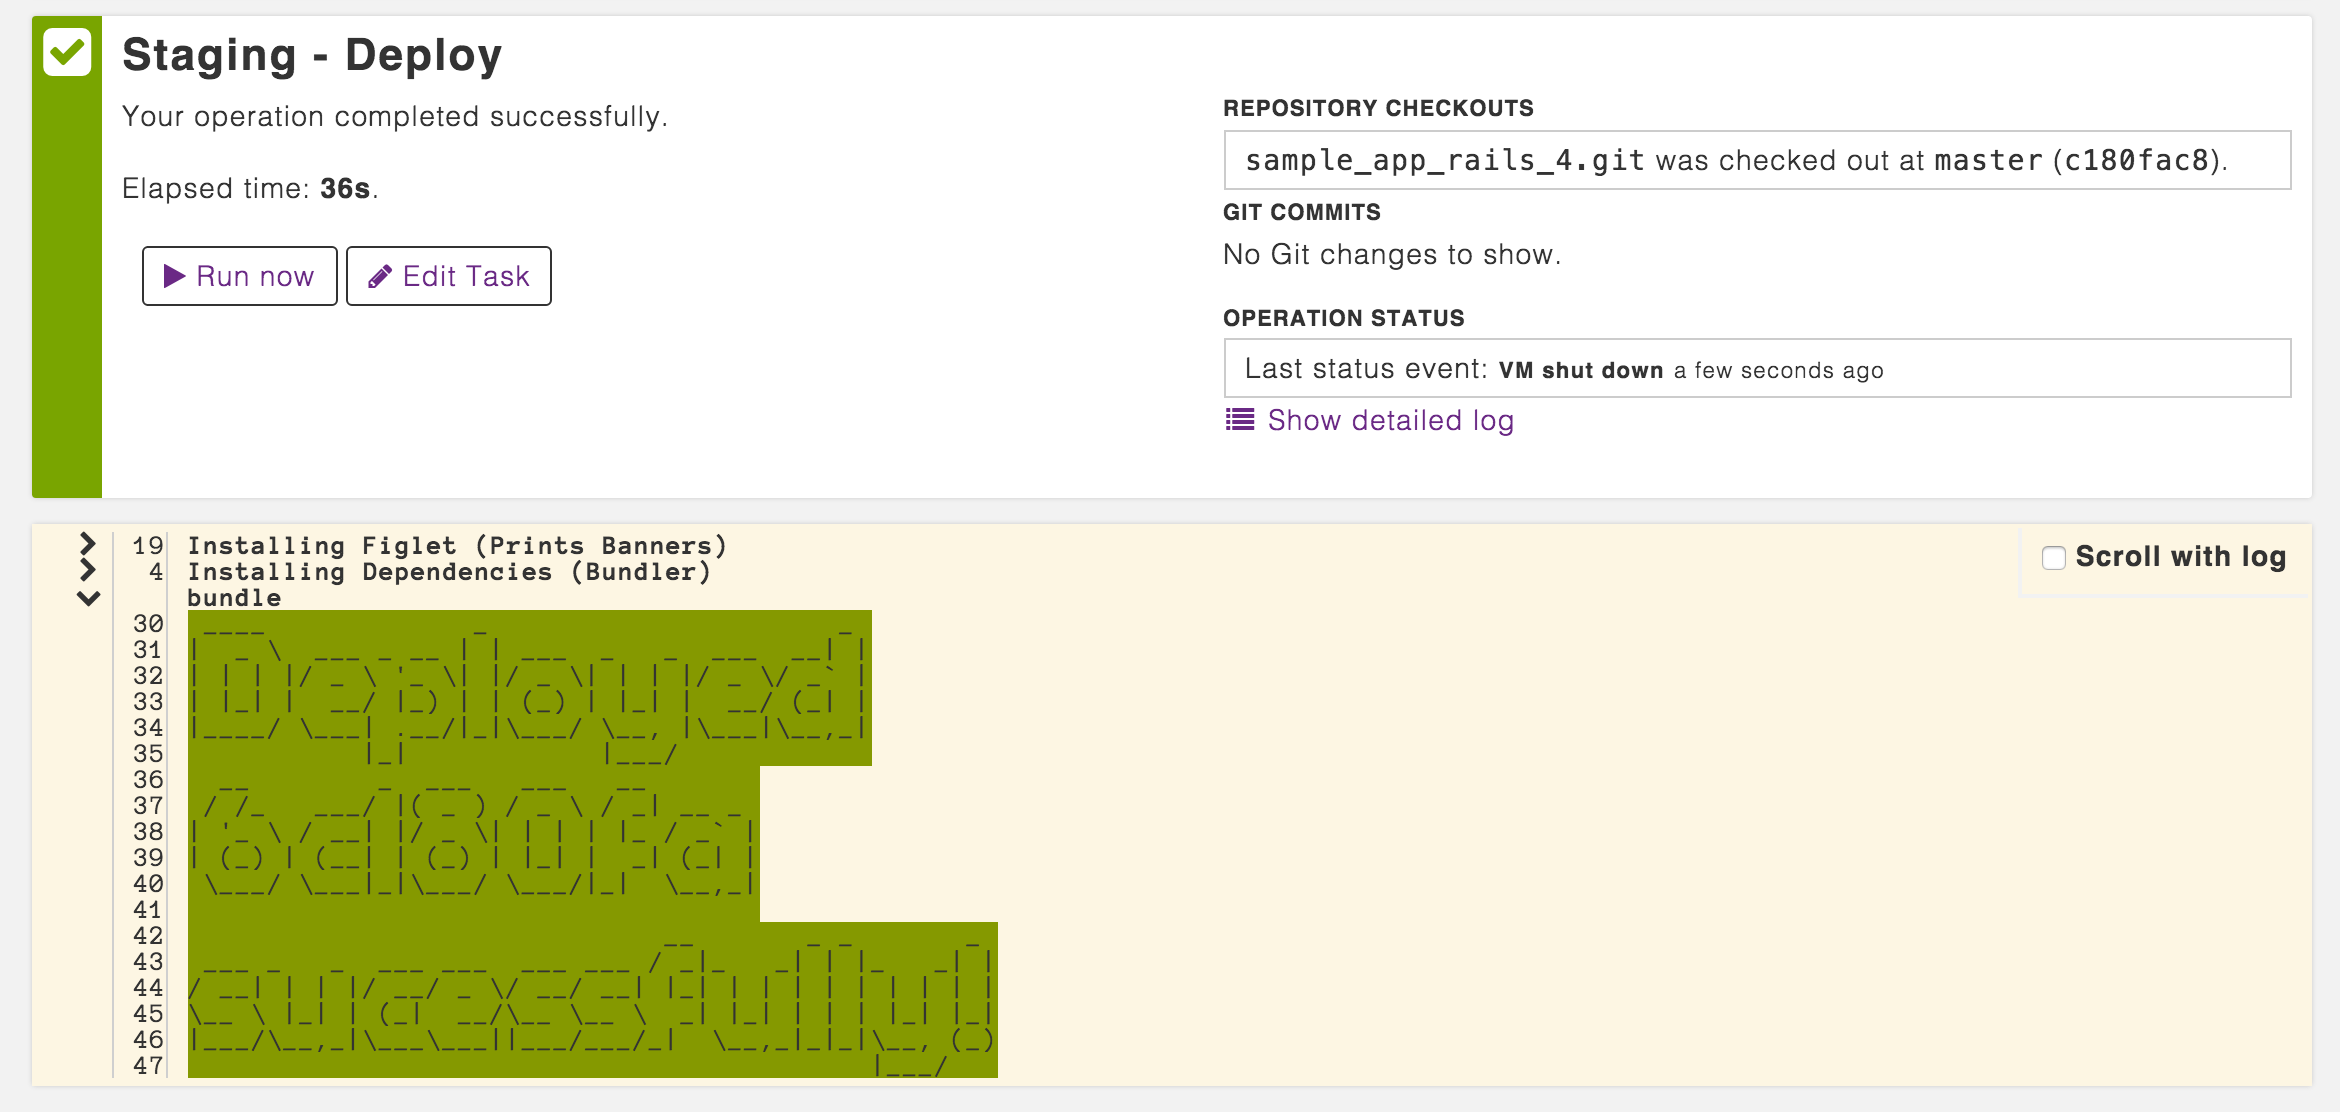 Staging - Deploy
Your operation completed successfully.
Elapsed time: 36s.
Run now
Edit Task
REPOSITORY CHECKOUTS
sample_app_rails_4.git was checked out at master (c180fac8).
GIT COMMITS
No Git changes to show.
OPERATION STATUS
Last status event: VM shut down a few seconds ago
Show detailed log
Scroll with log
19 Installing Figlet (Prints Banners)
4 Installing Dependencies (Bundler)
bundle
30
31
32
33
34
35
Deployed
36
37
38
39
40
41
6c180fa
42
43
44
45
46
47
sucessfully!